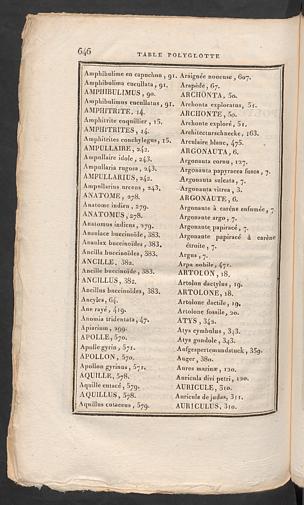 646
TABLE POLYGLOTTE
Amphibulime en capuchon, 91.
Amphibulima cucullata, 91.
AMPHIBULIMUS, 90.
Amphibulimus cucullatus, 91.
AMPHITRITE, 14.
Amphitrite coquillier, 15.
AMPHITRITES, 14.
Amphitrites conchylegus, 15.
AMPULLAIRE, 242.
Ampullaire idole, 243.
Ampullaria rugosa, 243.
AMPULLARIUS, 242.
Ampullarius urceus, 243,
ANATOME, 278.
Anatome indien, 279.
ANATOMUS, 278.
Anatomus indicus, 279.
Anaulace buccinoïde, 383.
Anaulax buccinoïdes, 383,
Ancilla buccinoïdes, 383.
ANCILLE, 382.
Ancille buccinoïde, 383.
ANCILLUS, 382.
Ancillus buccinoïdes, 383.
Ancyles, 64.
Ane rayé, 419.
Anomia tridentata, 47.
Apiarium, 299.
APOLLE, 570.
Apolle gyrin, 571.
APOLLON, 570.
Apollon gyrinus, 571.
AQUILLE, 578.
Aquille cutacé, 579.
AQUILLUS, 578.
Aquillus cutaceus, 579.
Araignée noueuse, 607.
Arapède, 67.
ARCHONTA, 50.
Archonta exploratus, 51.
ARCHONTE, 50.
Archonte exploré, 51.
Architecturschnecke, 163.
Arculaire blanc, 475.
ARGONAUTA, 6.
Argonauta cornu, 127.
Argonauta papyracea fusca, 7.
Argonauta sulcata, 7.
Argonauta vitrea, 3.
ARGONAUTE, 6.
Argonaute à carène enfumée, 7
Argonaute argo, 7.
Argonaute papiracé, 7.
Argonaute papiracé à carène
étroite, 7.
Argus, 7.
Arpa nobile, 471.
ARTOLON, 18.
Artolon dactylus, 19.
ARTOLONE, 18.
Artolone dactile, 19.
Artolone fossile, 20.
ATYS, 342.
Atys cymbulus, 343.
Atys gondole, 343.
Aufgesperrtemundstuck, 359.
Auger, 380.
Aures marinæ, 120.
Auricula divi petri, 120.
AURICULE, 310.
Auricula de judas, 311.
AURICULUS, 310.